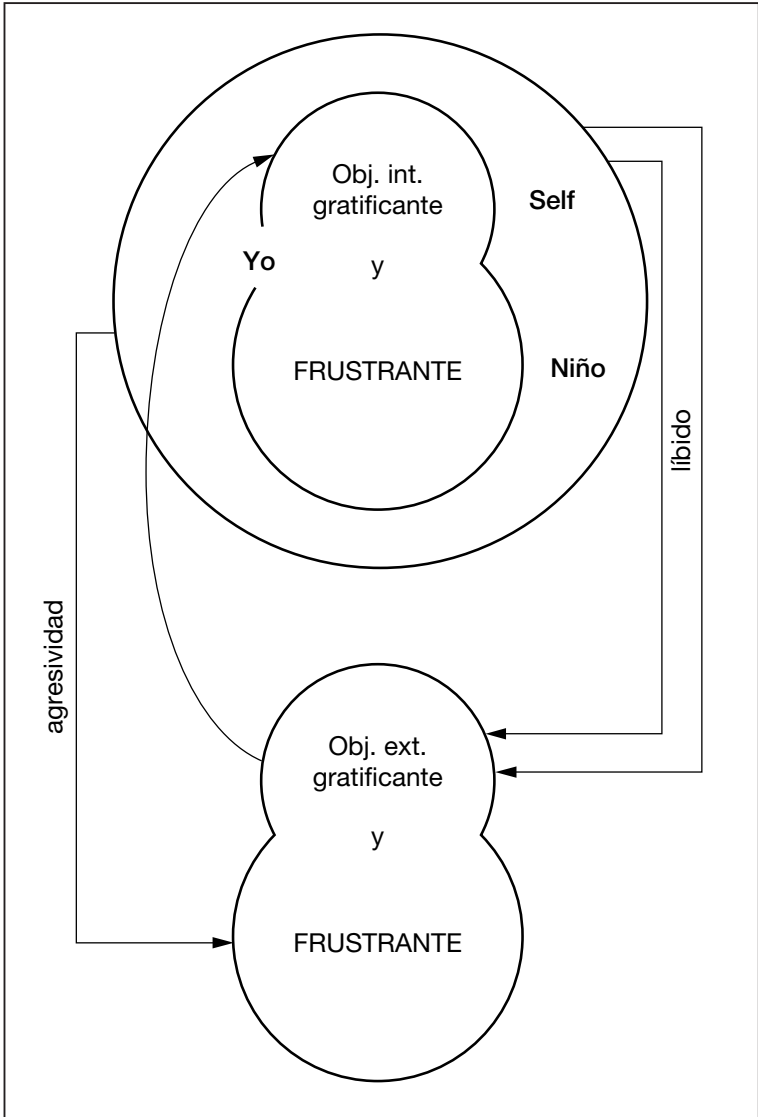 Obj. int.
gratificante
Self
Yo
y
FRUSTRANTE
Niño
líbido
agresividad
Obj. ext.
gratificante
y
FRUSTRANTE